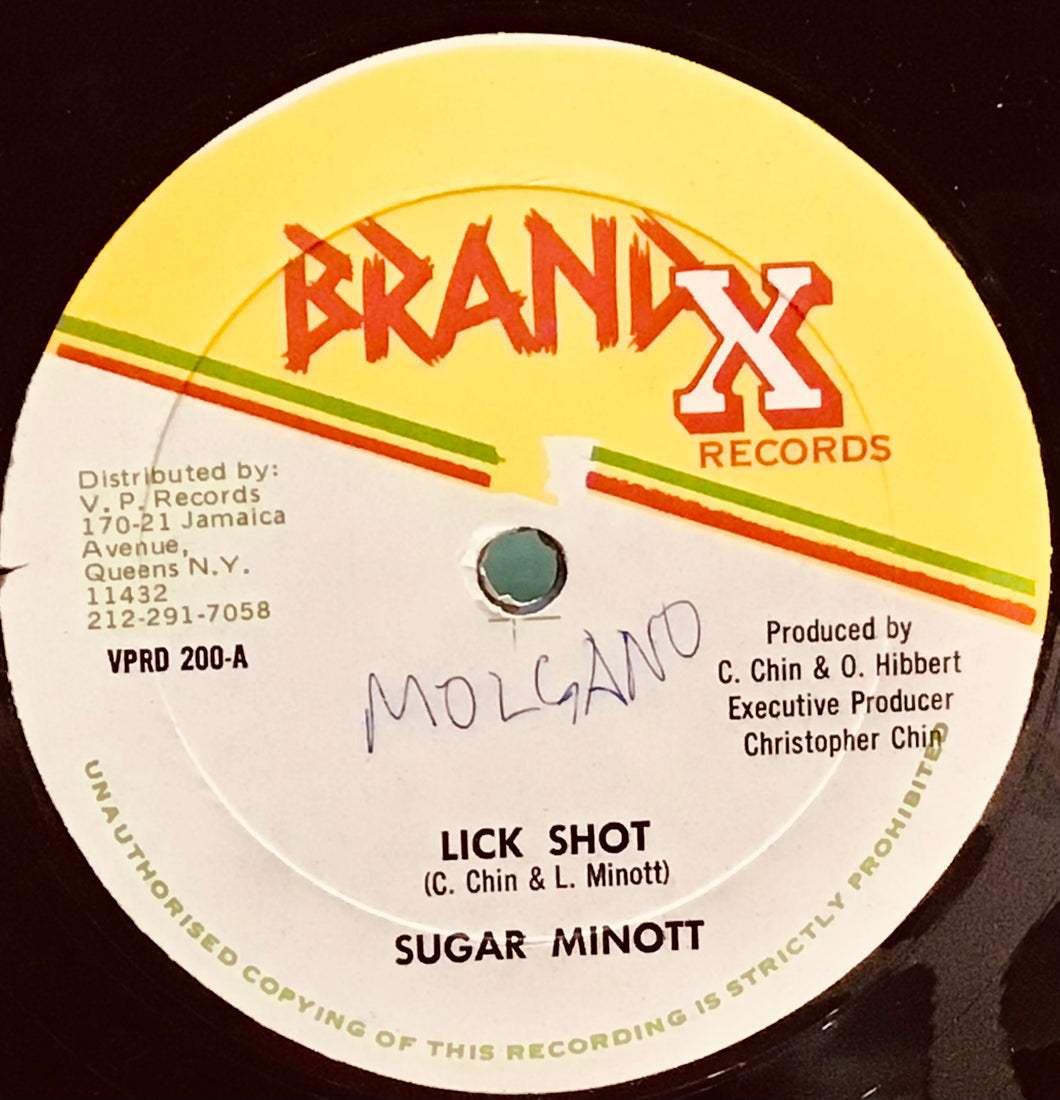 BRAND X
RECORDS
Distributed by:
V. P. Records
170-21 Jamaica
Avenue,
Queens N.Y.
11432
212-291-7058
VPRD 200-A
MOLGANO
Produced by
C. Chin & O. Hibbert
Executive Producer
Christopher Chin
LICK SHOT
(C. Chin & L. Minott)
SUGAR MINOTT
UNAUTHORISED COPYING OF THIS RECORDING IS STRICTLY PROHIBITED